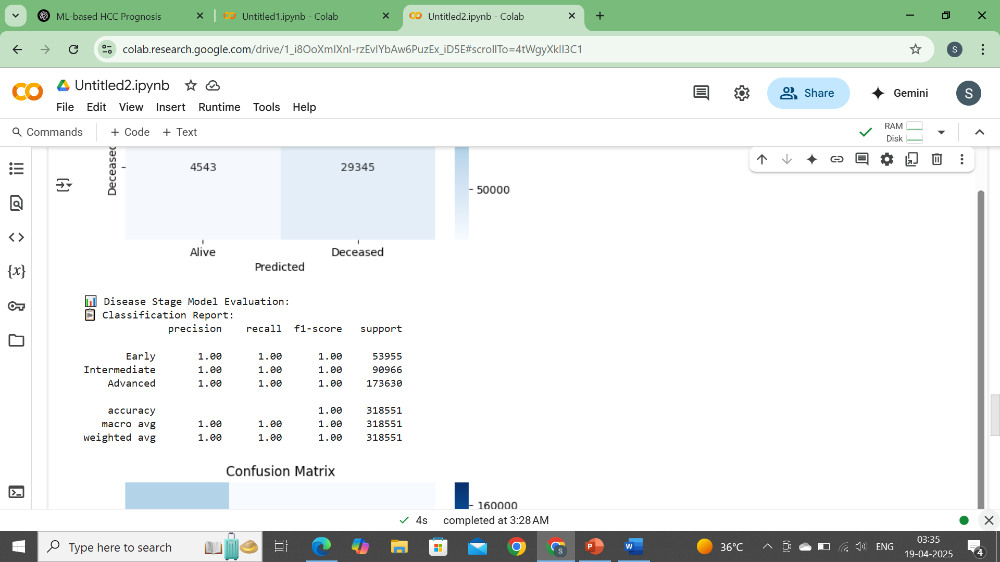 ML-based HCC Prognosis
Untitled1.ipynb - Colab
Untitled2.ipynb - Colab
colab.research.google.com/drive/1_i8OoXmlXnI-rzEvIYbAw6PuzEx_iD5E#scrollTo=4tWgyXkIl3C1
S
CO
Untitled2.ipynb
File Edit View Insert Runtime Tools Help
Share
Gemini
S
Commands
+ Code + Text
RAM
Disk
Deceased
4543 29345
50000
Alive Deceased
Predicted
Disease Stage Model Evaluation:
Classification Report:
precision recall f1-score support
Early 1.00 1.00 1.00 53955
Intermediate 1.00 1.00 1.00 90966
Advanced 1.00 1.00 1.00 173630
accuracy 1.00 318551
macro avg 1.00 1.00 1.00 318551
weighted avg 1.00 1.00 1.00 318551
Confusion Matrix
160000
4s completed at 3:28 AM
Type here to search
S
P
W
36°C
ENG
03:35
19-04-2025
4